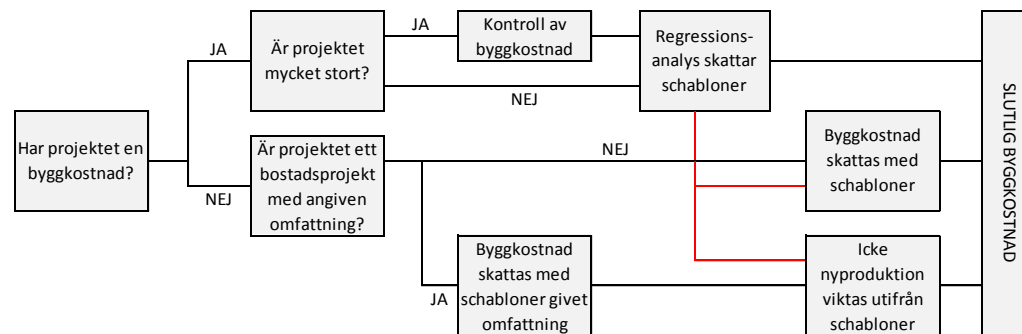 JA
Är projektet
mycket stort?
JA
Kontroll av
byggkostnad
NEJ
Regressions-
analys skattar
schabloner
Har projektet en
byggkostnad?
NEJ
Är projektet ett
bostadsprojekt
med angiven
omfattning?
NEJ
Byggkostnad
skattas med
schabloner
JA
Byggkostnad
skattas med
schabloner givet
omfattning
Icke
nyproduktion
viktas utifrån
schabloner
SLUTLIG BYGGKOSTNAD